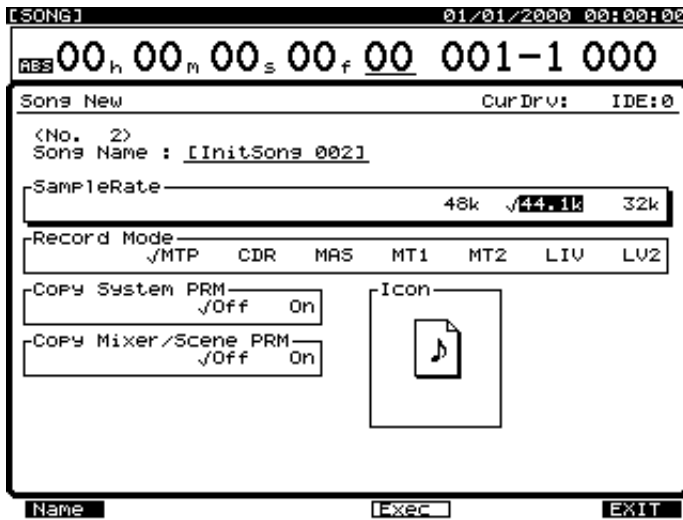 [SONG] 01/01/2000 00:00:00
ABS 00h 00m 00s 00f 00 001-1 000
Song New CurDrv: IDE:0
(No. 2)
Song Name : [InitSong 002]
SampleRate
48k √44.1k 32k
Record Mode
√MTP CDR MAS MT1 MT2 LIV LV2
Copy System PRM
√Off On
Icon
Copy Mixer/Scene PRM
√Off On
Name Exec EXIT